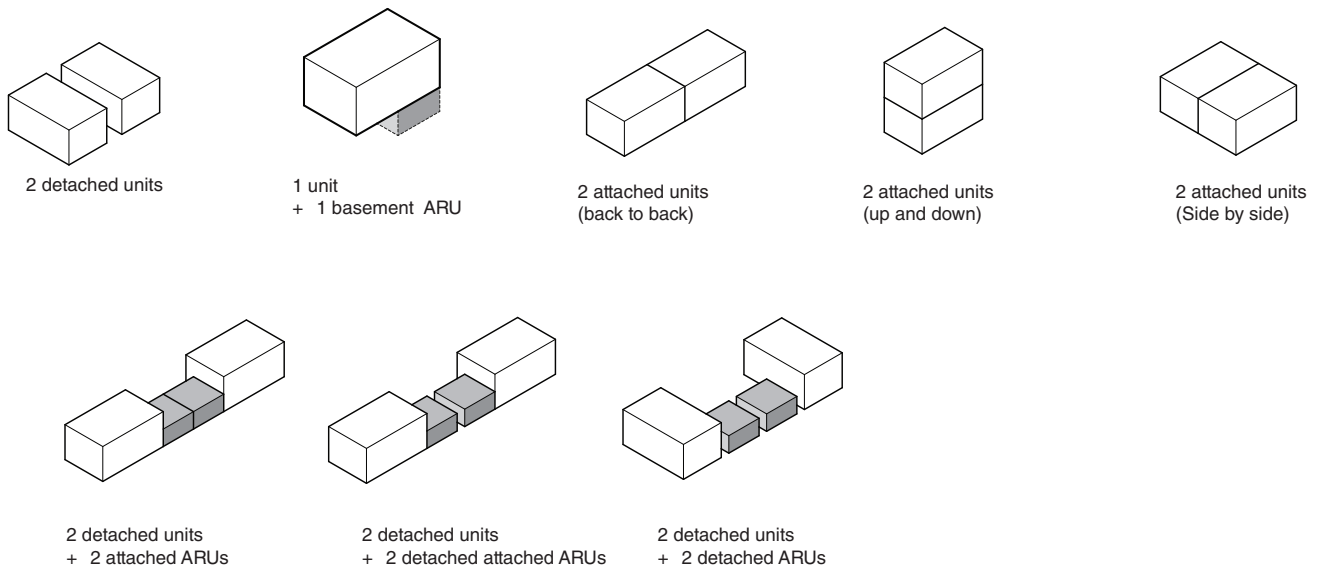 2 detached units
1 unit
+ 1 basement ARU
2 attached units
(back to back)
2 attached units
(up and down)
2 attached units
(Side by side)
2 detached units
+ 2 attached ARUs
2 detached units
+ 2 detached attached ARUs
2 detached units
+ 2 detached ARUs